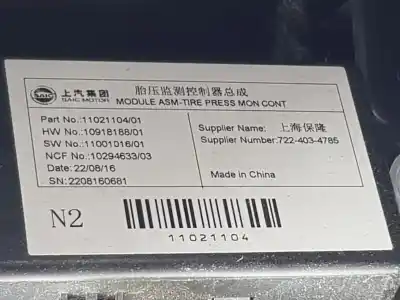 SAIC
上汽集团
SAIC MOTOR
胎压监测控制器总成
MODULE ASM-TIRE PRESS MON CONT
Part No.:11021104/01
HW No.:10918188/01
SW No.:11001016/01
NCF No.:10294633/03
Date:22/08/16
SN:2208160681
Supplier Name: 上海保隆
Supplier No.:722-403-4785
Made in China
N2
11021104